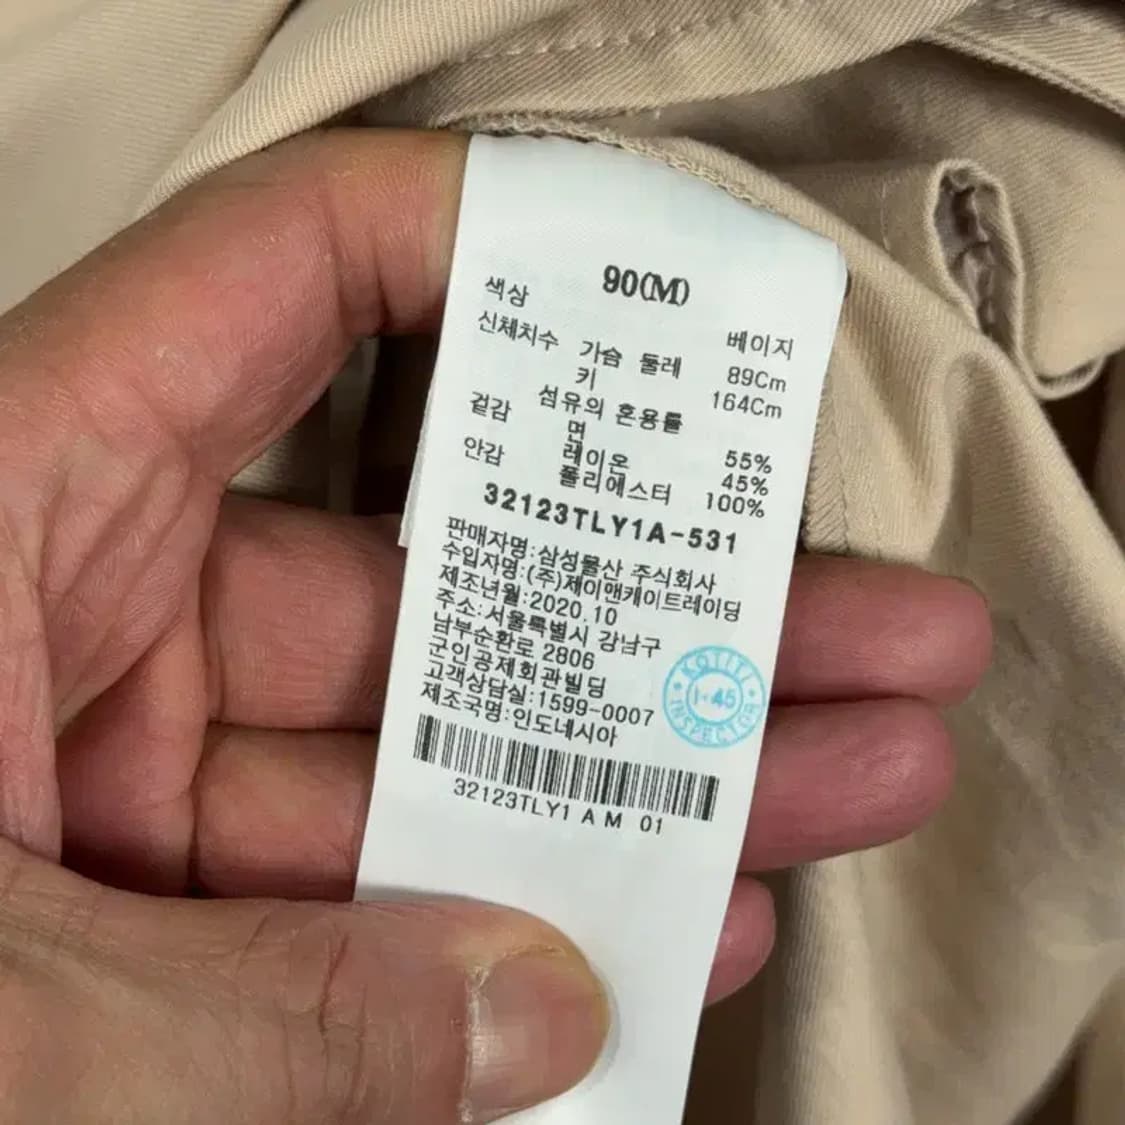 90(M)
색상 베이지
신체치수 가슴 둘레 89Cm
키 164Cm
섬유의 혼용률
겉감 면 55%
레이온 45%
안감 폴리에스터 100%
32123TLY1A-531
판매자명:삼성물산 주식회사
수입자명:(주)제이앤케이트레이딩
제조년월:2020.10
주소:서울특별시 강남구
남부순환로 2806
군인공제회관빌딩
고객상담실:1599-0007
제조국명:인도네시아
KOTITI
I-45
INSPECTOR
32123TLY1 A M 01